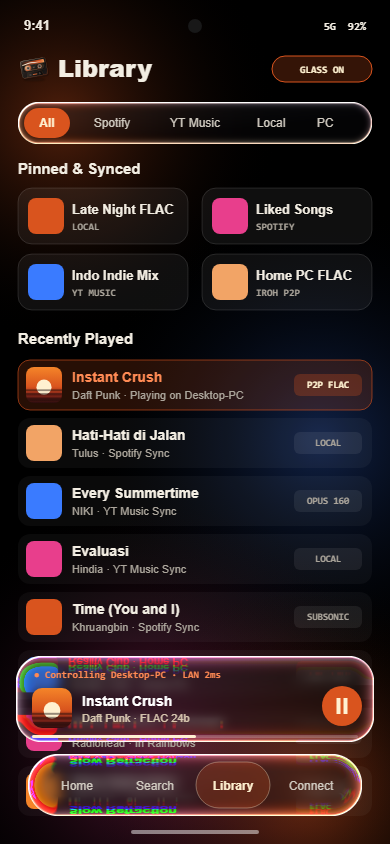 9:41
5G 92%
Library
GLASS ON
All Spotify YT Music Local PC
Pinned & Synced
Late Night FLAC
LOCAL
Liked Songs
SPOTIFY
Indo Indie Mix
YT MUSIC
Home PC FLAC
IROH P2P
Recently Played
Instant Crush
Daft Punk · Playing on Desktop-PC
P2P FLAC
Hati-Hati di Jalan
Tulus · Spotify Sync
LOCAL
Every Summertime
NIKI · YT Music Sync
OPUS 160
Evaluasi
Hindia · YT Music Sync
LOCAL
Time (You and I)
Khruangbin · Spotify Sync
SUBSONIC
Controlling Desktop-PC · LAN 2ms
Instant Crush
Daft Punk · FLAC 24b
Radiohead · In Rainbows
Home Search Library Connect